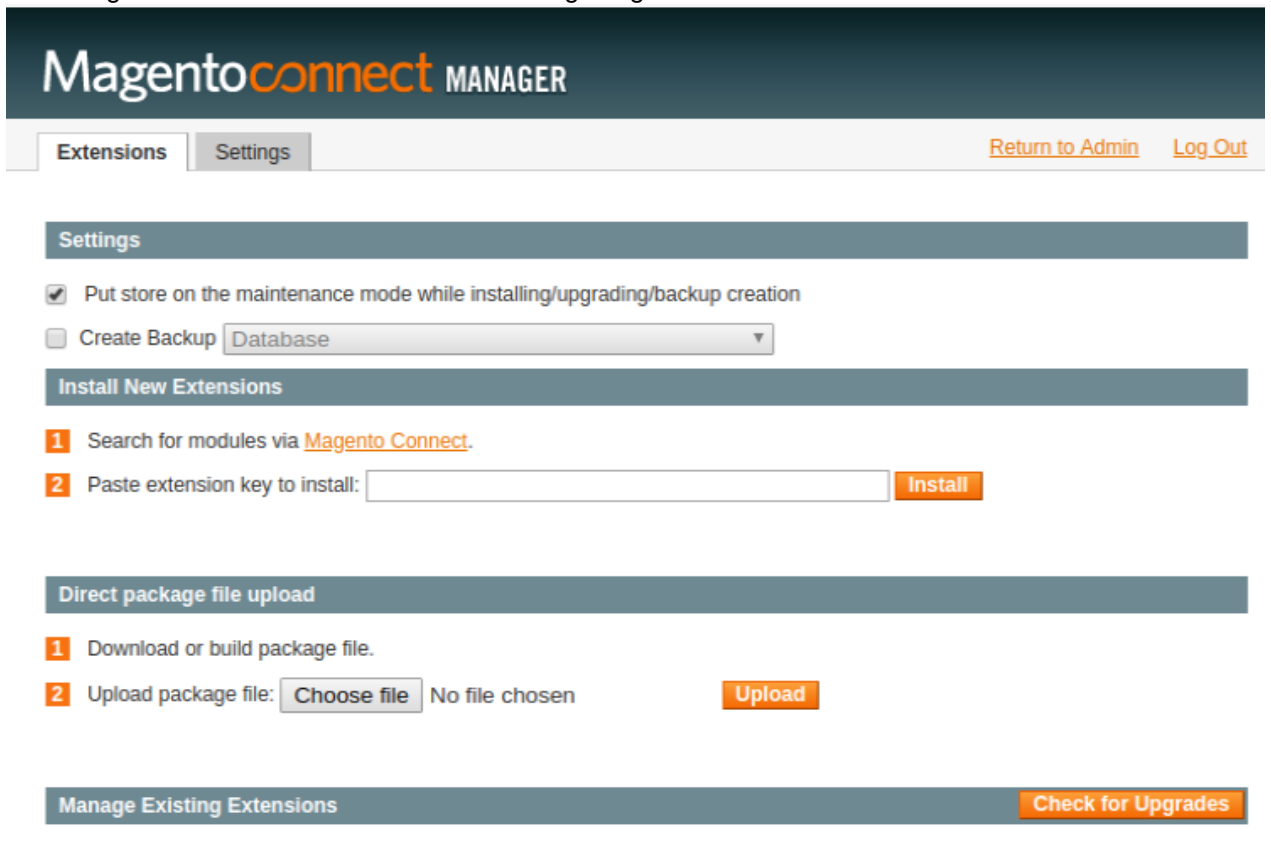 Magentoconnect MANAGER
Extensions Settings Return to Admin Log Out
Settings
Put store on the maintenance mode while installing/upgrading/backup creation
Create Backup Database
Install New Extensions
1 Search for modules via Magento Connect.
2 Paste extension key to install: Install
Direct package file upload
1 Download or build package file.
2 Upload package file: Choose file No file chosen Upload
Manage Existing Extensions Check for Upgrades